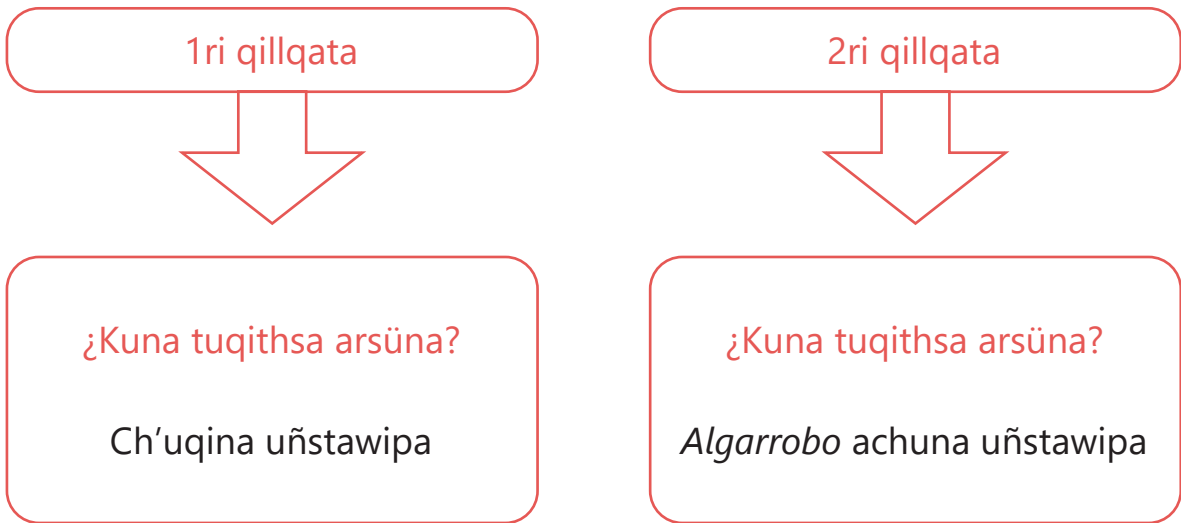 1ri qillqata
2ri qillqata
¿Kuna tuqithsa arsüna?
Ch’uqina uñstawipa
¿Kuna tuqithsa arsüna?
Algarrobo achuna uñstawipa